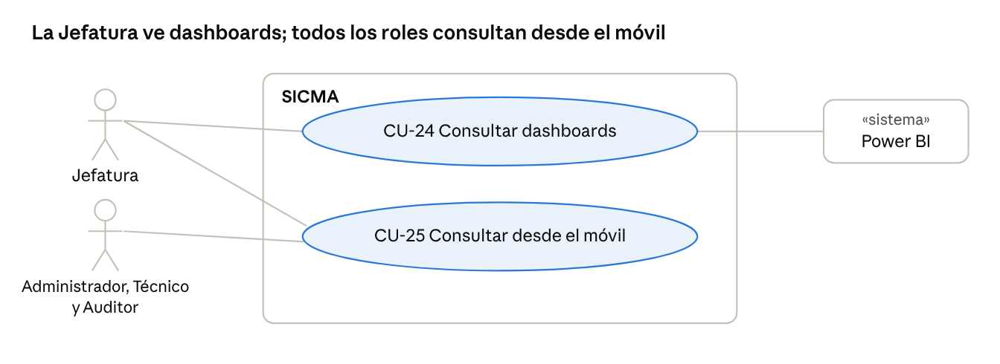 La Jefatura ve dashboards; todos los roles consultan desde el móvil
SICMA
CU-24 Consultar dashboards
«sistema»
Power BI
Jefatura
CU-25 Consultar desde el móvil
Administrador, Técnico
y Auditor